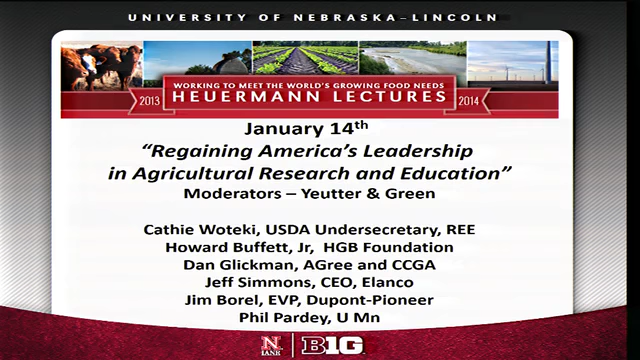 UNIVERSITY OF NEBRASKA–LINCOLN
WORKING TO MEET THE WORLD'S GROWING FOOD NEEDS
2013 HEUERMANN LECTURES 2014
January 14th
“Regaining America’s Leadership
in Agricultural Research and Education”
Moderators – Yeutter & Green
Cathie Woteki, USDA Undersecretary, REE
Howard Buffett, Jr, HGB Foundation
Dan Glickman, AGree and CCGA
Jeff Simmons, CEO, Elanco
Jim Borel, EVP, Dupont-Pioneer
Phil Pardey, U Mn
N IANR B1G